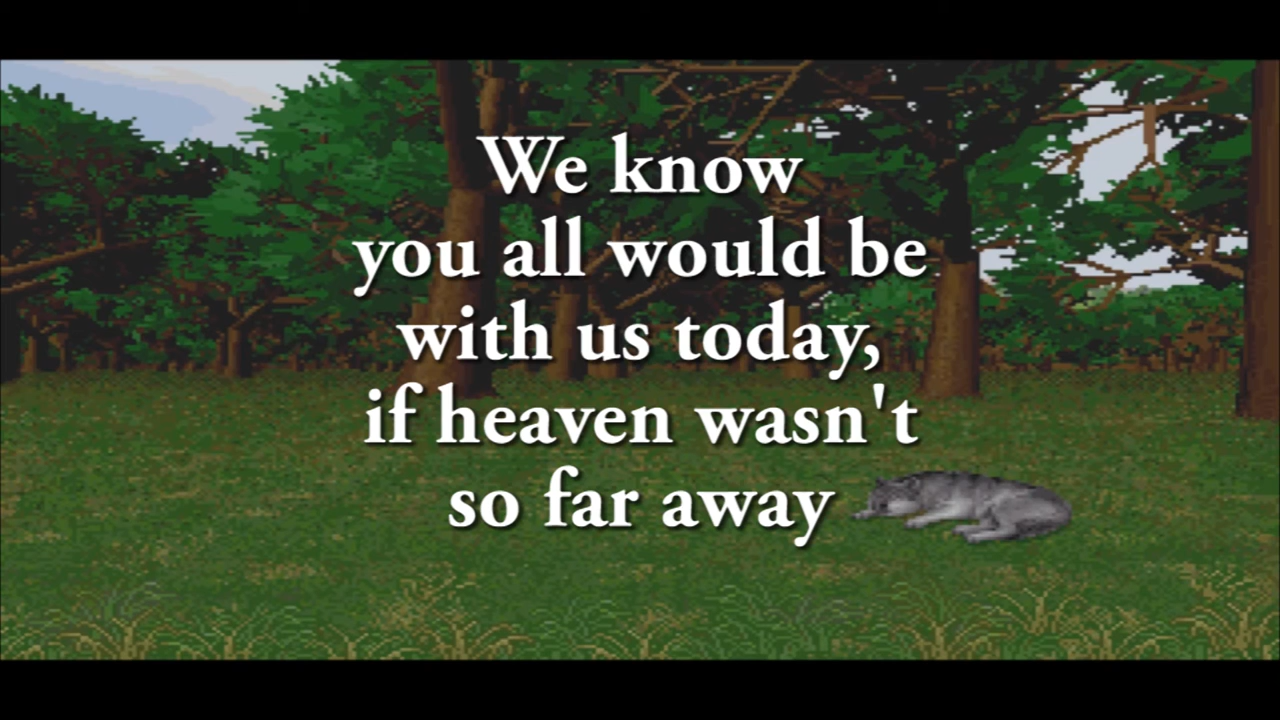 We know
you all would be
with us today,
if heaven wasn't
so far away